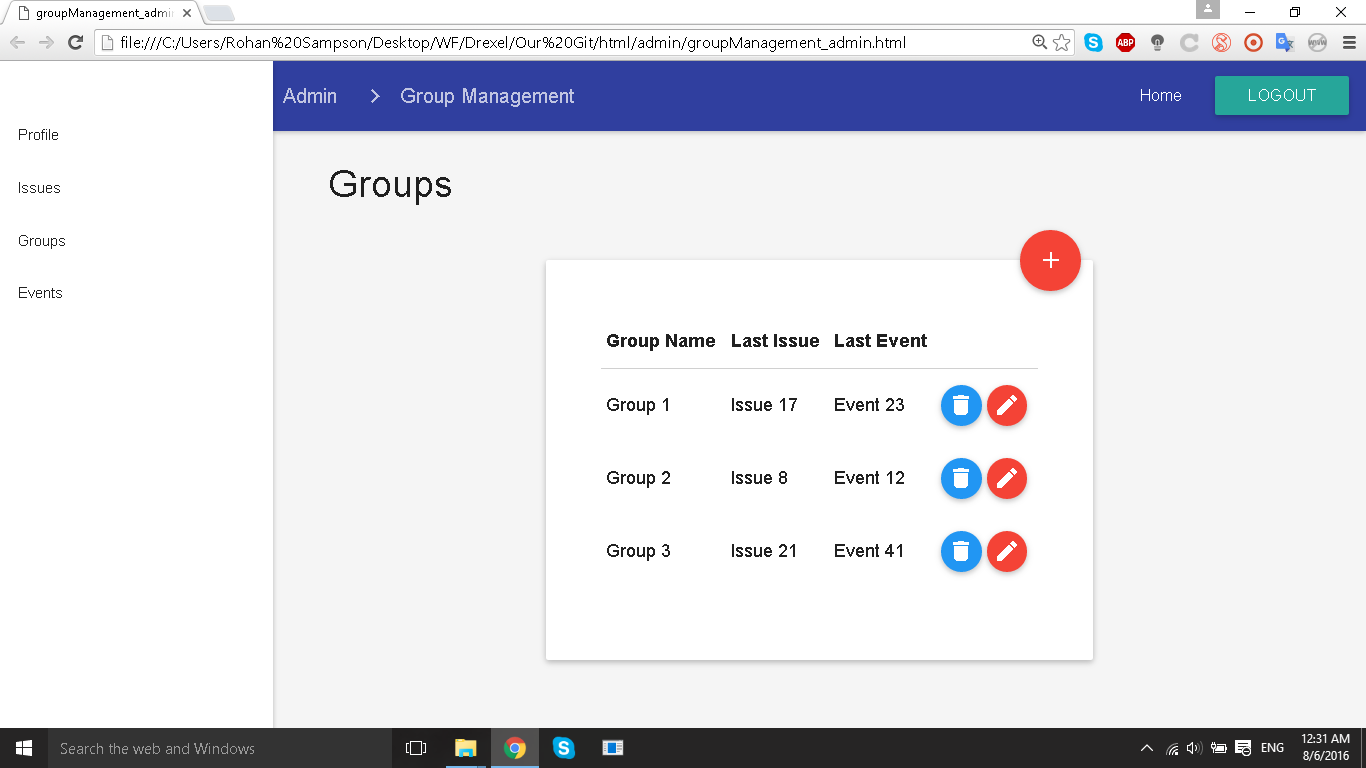 groupManagement_admi
file:///C:/Users/Rohan%20Sampson/Desktop/WF/Drexel/Our%20Git/html/admin/groupManagement_admin.html
ABP
Admin
Group Management
Home
LOGOUT
Profile
Issues
Groups
Events
Groups
+
Group Name Last Issue Last Event
Group 1 Issue 17 Event 23
Group 2 Issue 8 Event 12
Group 3 Issue 21 Event 41
Search the web and Windows
ENG
12:31 AM
8/6/2016